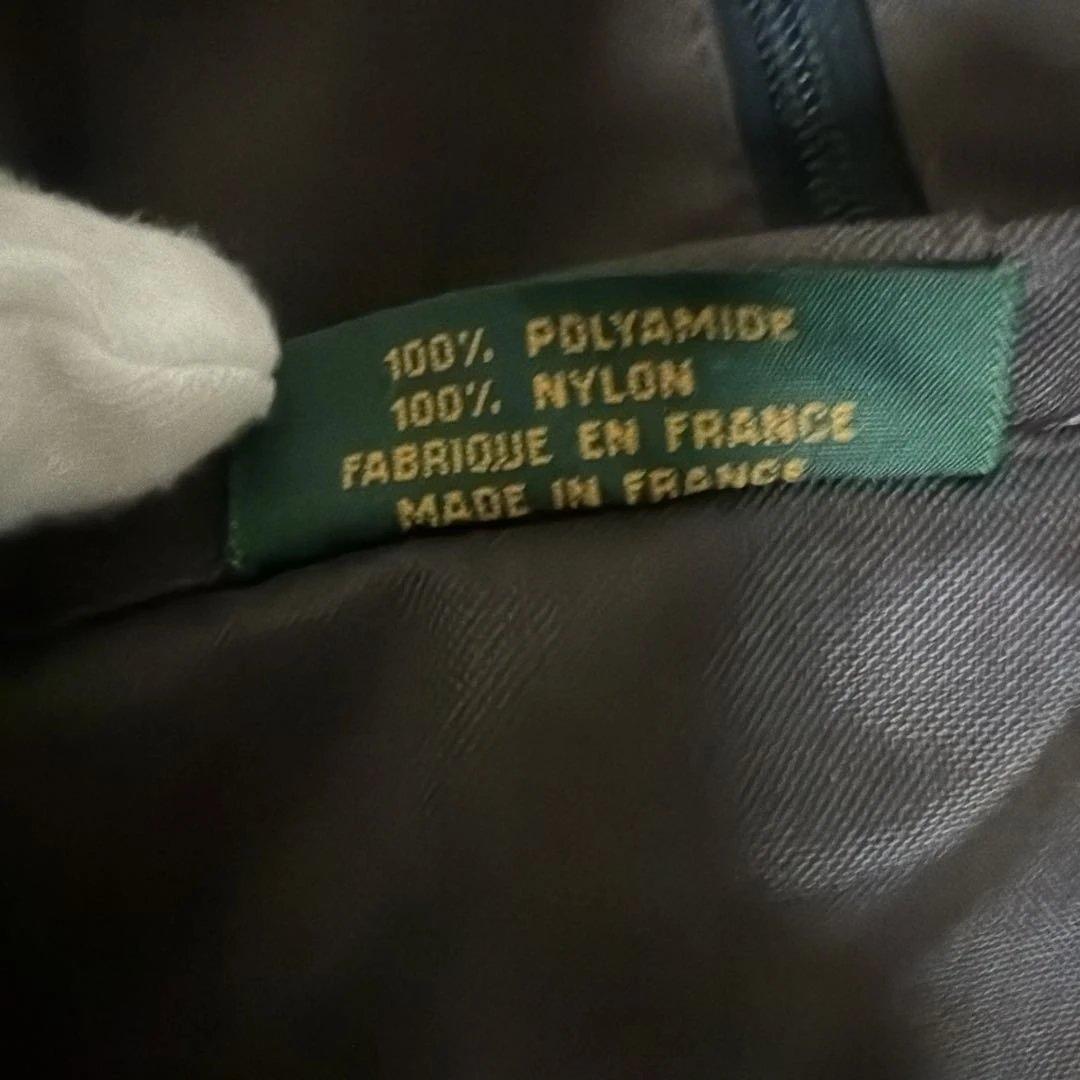 100% POLYAMIDE
100% NYLON
FABRIQUE EN FRANCE
MADE IN FRANCE